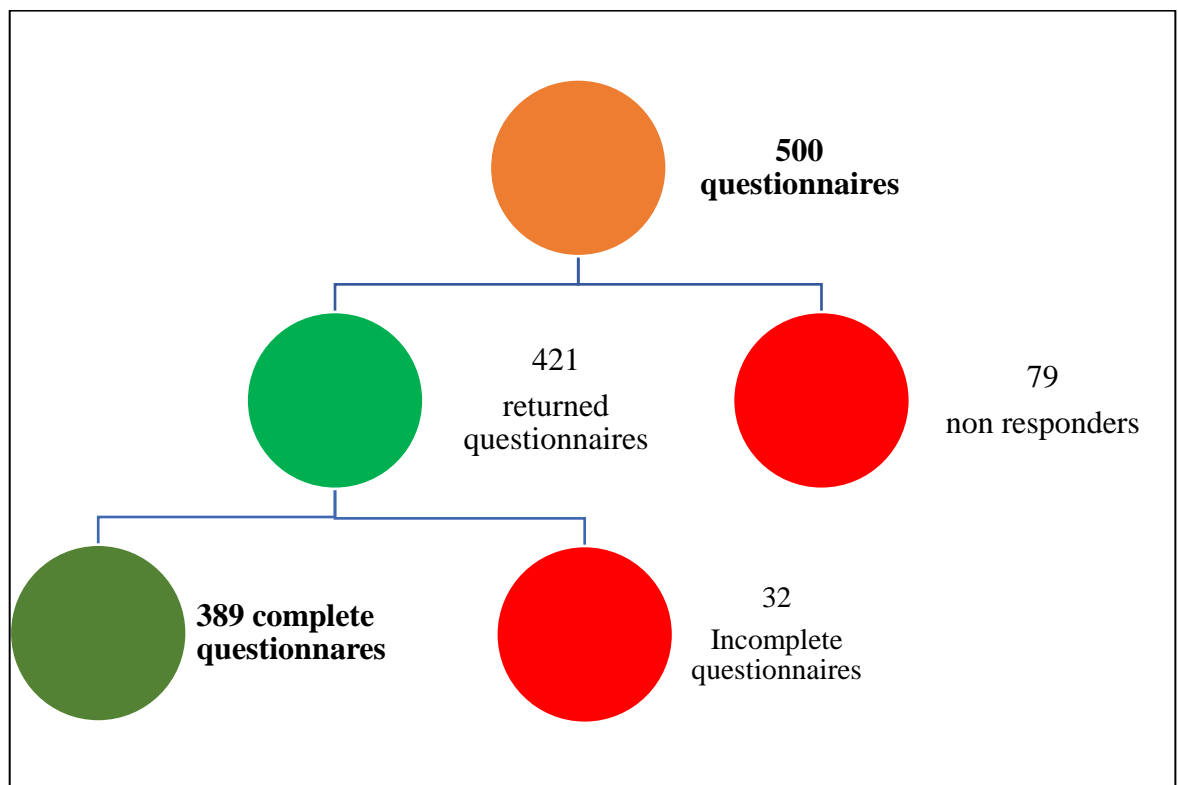 500
questionnaires
421
returned
questionnaires
79
non responders
389 complete
questionnares
32
Incomplete
questionnaires